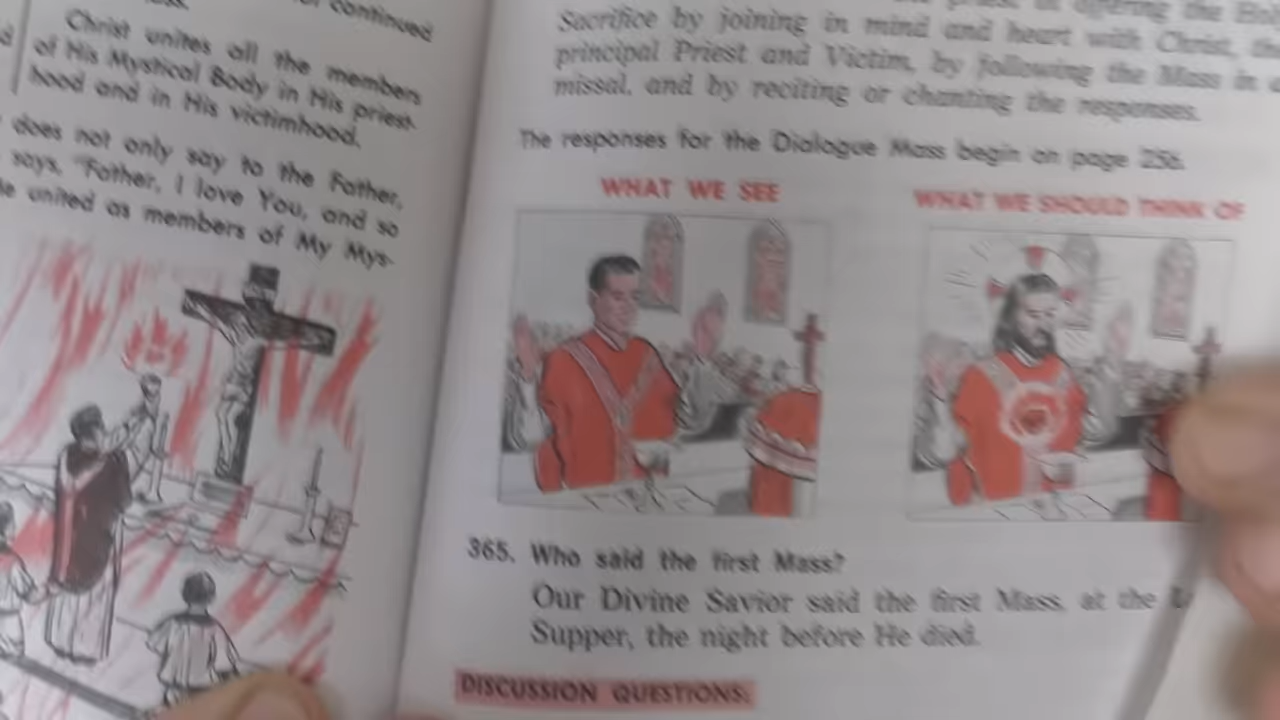 continued
Christ unites all the members
of His Mystical Body in His priest-
hood and in His victimhood.
does not only say to the Father,
says, "Father, I love You, and so
united as members of My Mys-
priest in offering the
Sacrifice by joining in mind and heart with Christ, the
principal Priest and Victim, by following the Mass in a
missal, and by reciting or chanting the responses.
The responses for the Dialogue Mass begin on page 256.
WHAT WE SEE
WHAT WE SHOULD THINK OF
365. Who said the first Mass?
Our Divine Savior said the first Mass, at the
Supper, the night before He died.
DISCUSSION QUESTIONS: